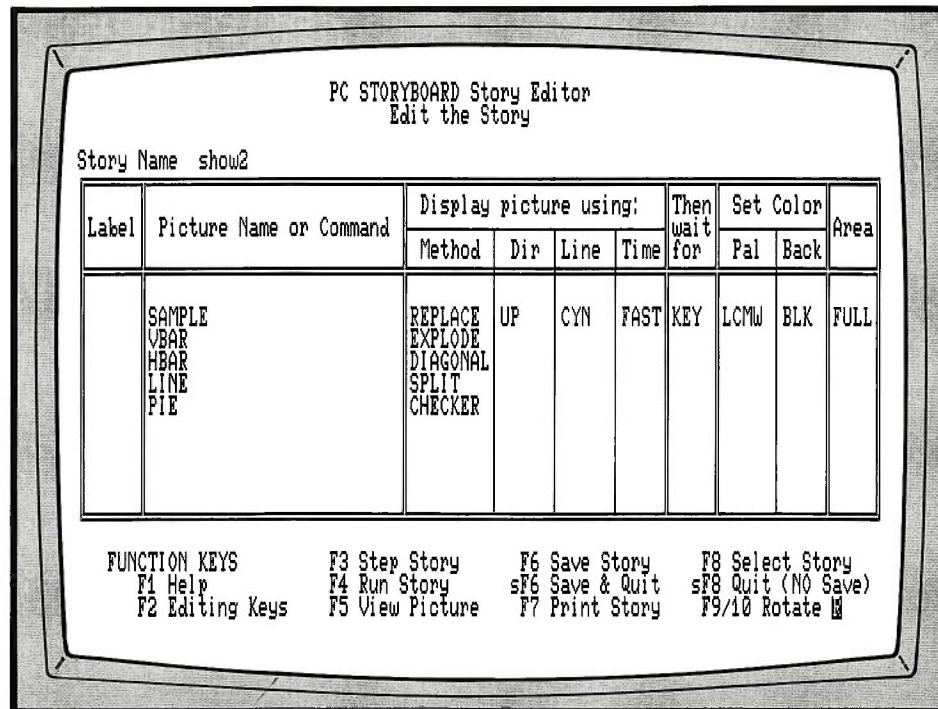 PC STORYBOARD Story Editor
Edit the Story
Story Name show2
Label Picture Name or Command Display picture using: Then wait for Set Color Area
Method Dir Line Time Pal Back
SAMPLE REPLACE UP CYN FAST KEY LCMW BLK FULL
VBAR EXPLODE
HBAR DIAGONAL
LINE SPLIT
PIE CHECKER
FUNCTION KEYS F3 Step Story F6 Save Story F8 Select Story
F1 Help F4 Run Story sF6 Save & Quit sF8 Quit (NO Save)
F2 Editing Keys F5 View Picture F7 Print Story F9/10 Rotate